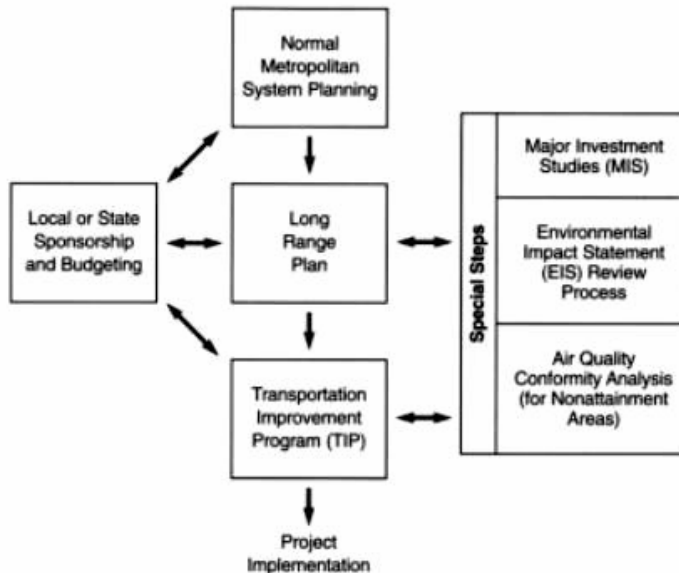 Normal
Metropolitan
System Planning
Local or State
Sponsorship
and Budgeting
Long
Range
Plan
Transportation
Improvement
Program (TIP)
Project
Implementation
Special Steps
Major Investment
Studies (MIS)
Environmental
Impact Statement
(EIS) Review
Process
Air Quality
Conformity Analysis
(for Nonattainment
Areas)